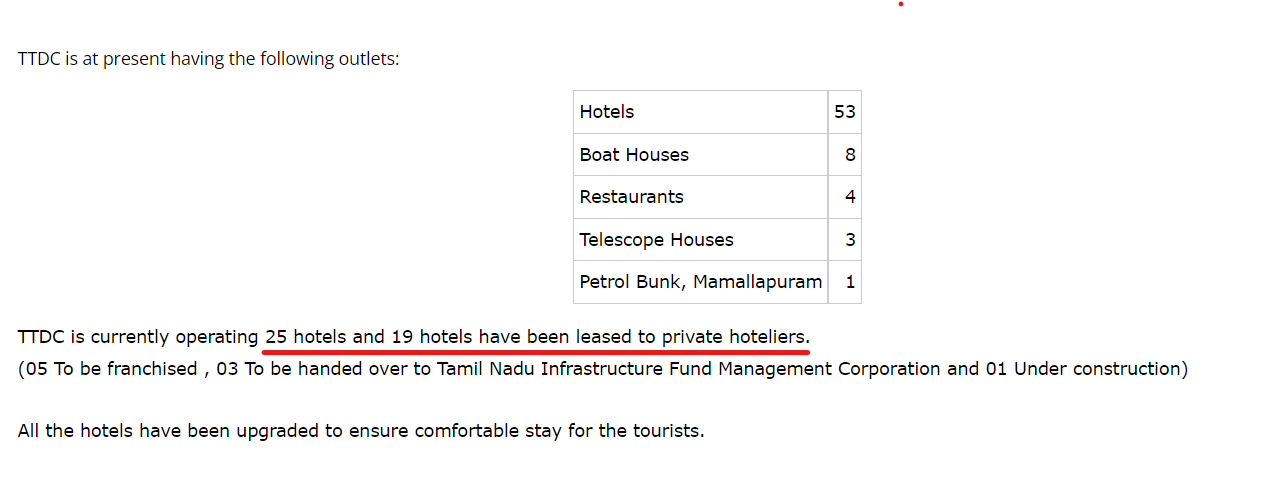 TTDC is at present having the following outlets:
Hotels 53
Boat Houses 8
Restaurants 4
Telescope Houses 3
Petrol Bunk, Mamallapuram 1
TTDC is currently operating 25 hotels and 19 hotels have been leased to private hoteliers.
(05 To be franchised , 03 To be handed over to Tamil Nadu Infrastructure Fund Management Corporation and 01 Under construction)
All the hotels have been upgraded to ensure comfortable stay for the tourists.